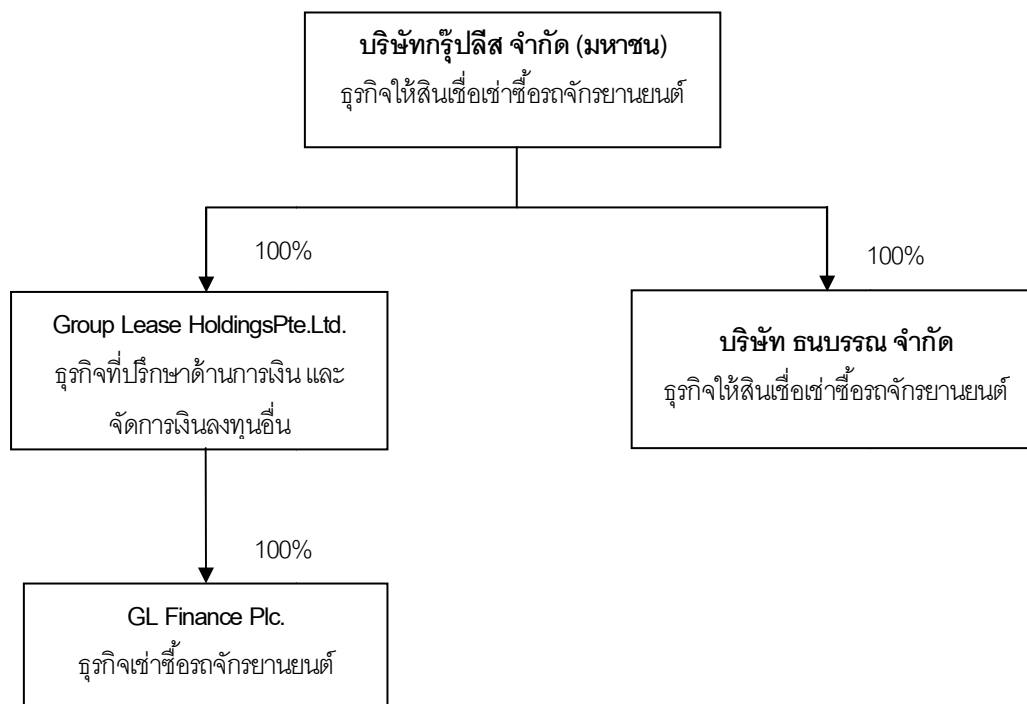 บริษัทกรุ๊ปลีส จำกัด (มหาชน)
ธุรกิจให้สินเชื่อเช่าซื้อรถจักรยานยนต์
100%
100%
Group Lease HoldingsPte.Ltd.
ธุรกิจที่ปรึกษาด้านการเงิน และ
จัดการเงินลงทุนอื่น
บริษัท ธนบรรณ จำกัด
ธุรกิจให้สินเชื่อเช่าซื้อรถจักรยานยนต์
100%
GL Finance Plc.
ธุรกิจเช่าซื้อรถจักรยานยนต์